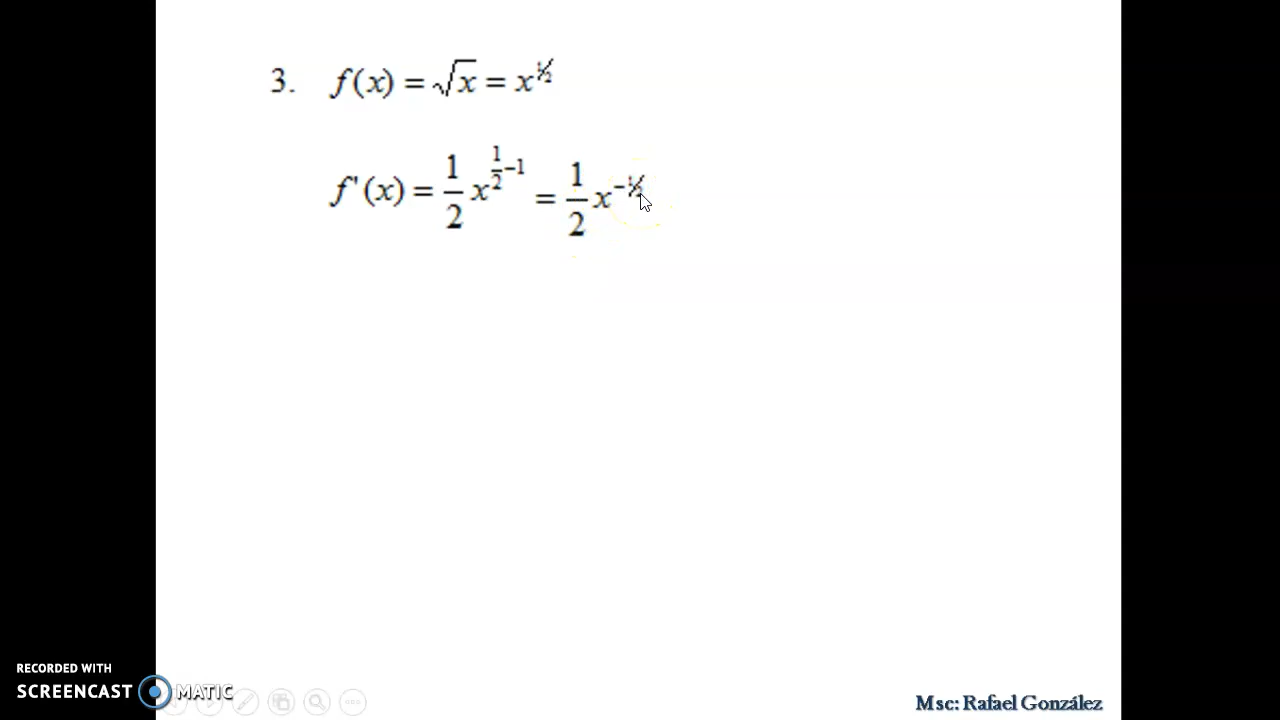 3. f(x) = √x = x^½
f'(x) = 1/2 x^(1/2 −1) = 1/2 x^−½
RECORDED WITH
SCREENCAST MATIC
Msc: Rafael González